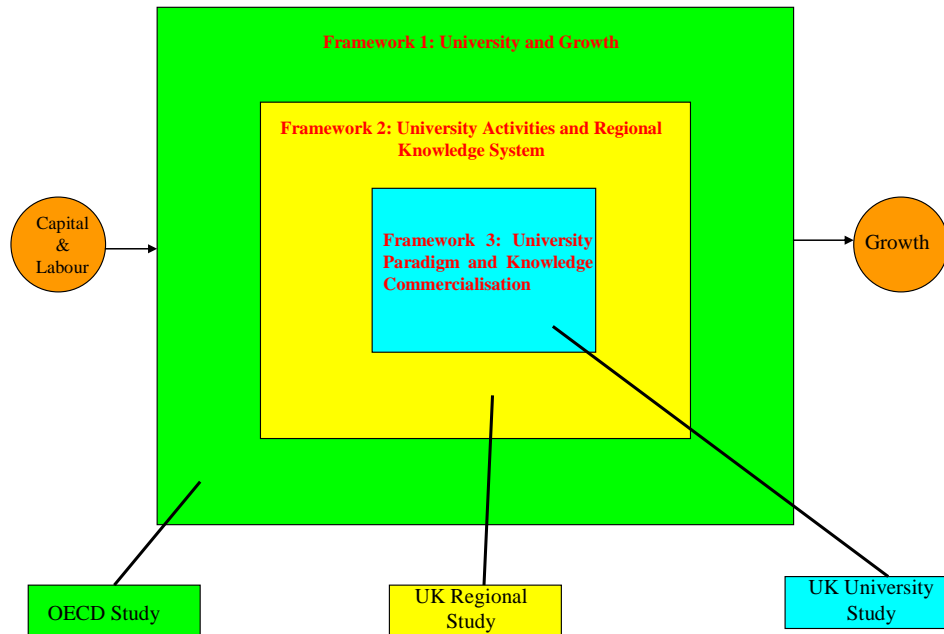 Framework 1: University and Growth
Framework 2: University Activities and Regional
Knowledge System
Capital
&
Labour
Framework 3: University
Paradigm and Knowledge
Commercialisation
Growth
OECD Study
UK Regional
Study
UK University
Study